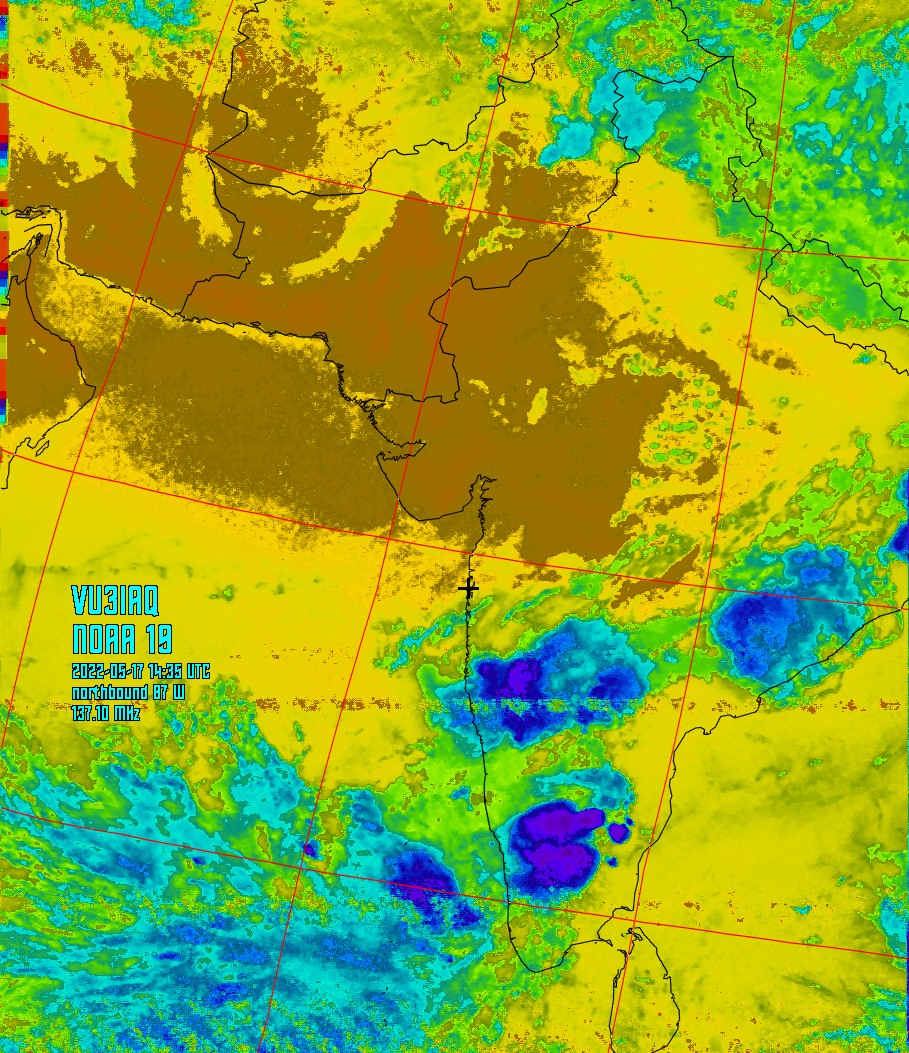 VU3IAQ
NOAA 19
2022-05-17 14:35 UTC
northbound 87 W
137.10 MHz